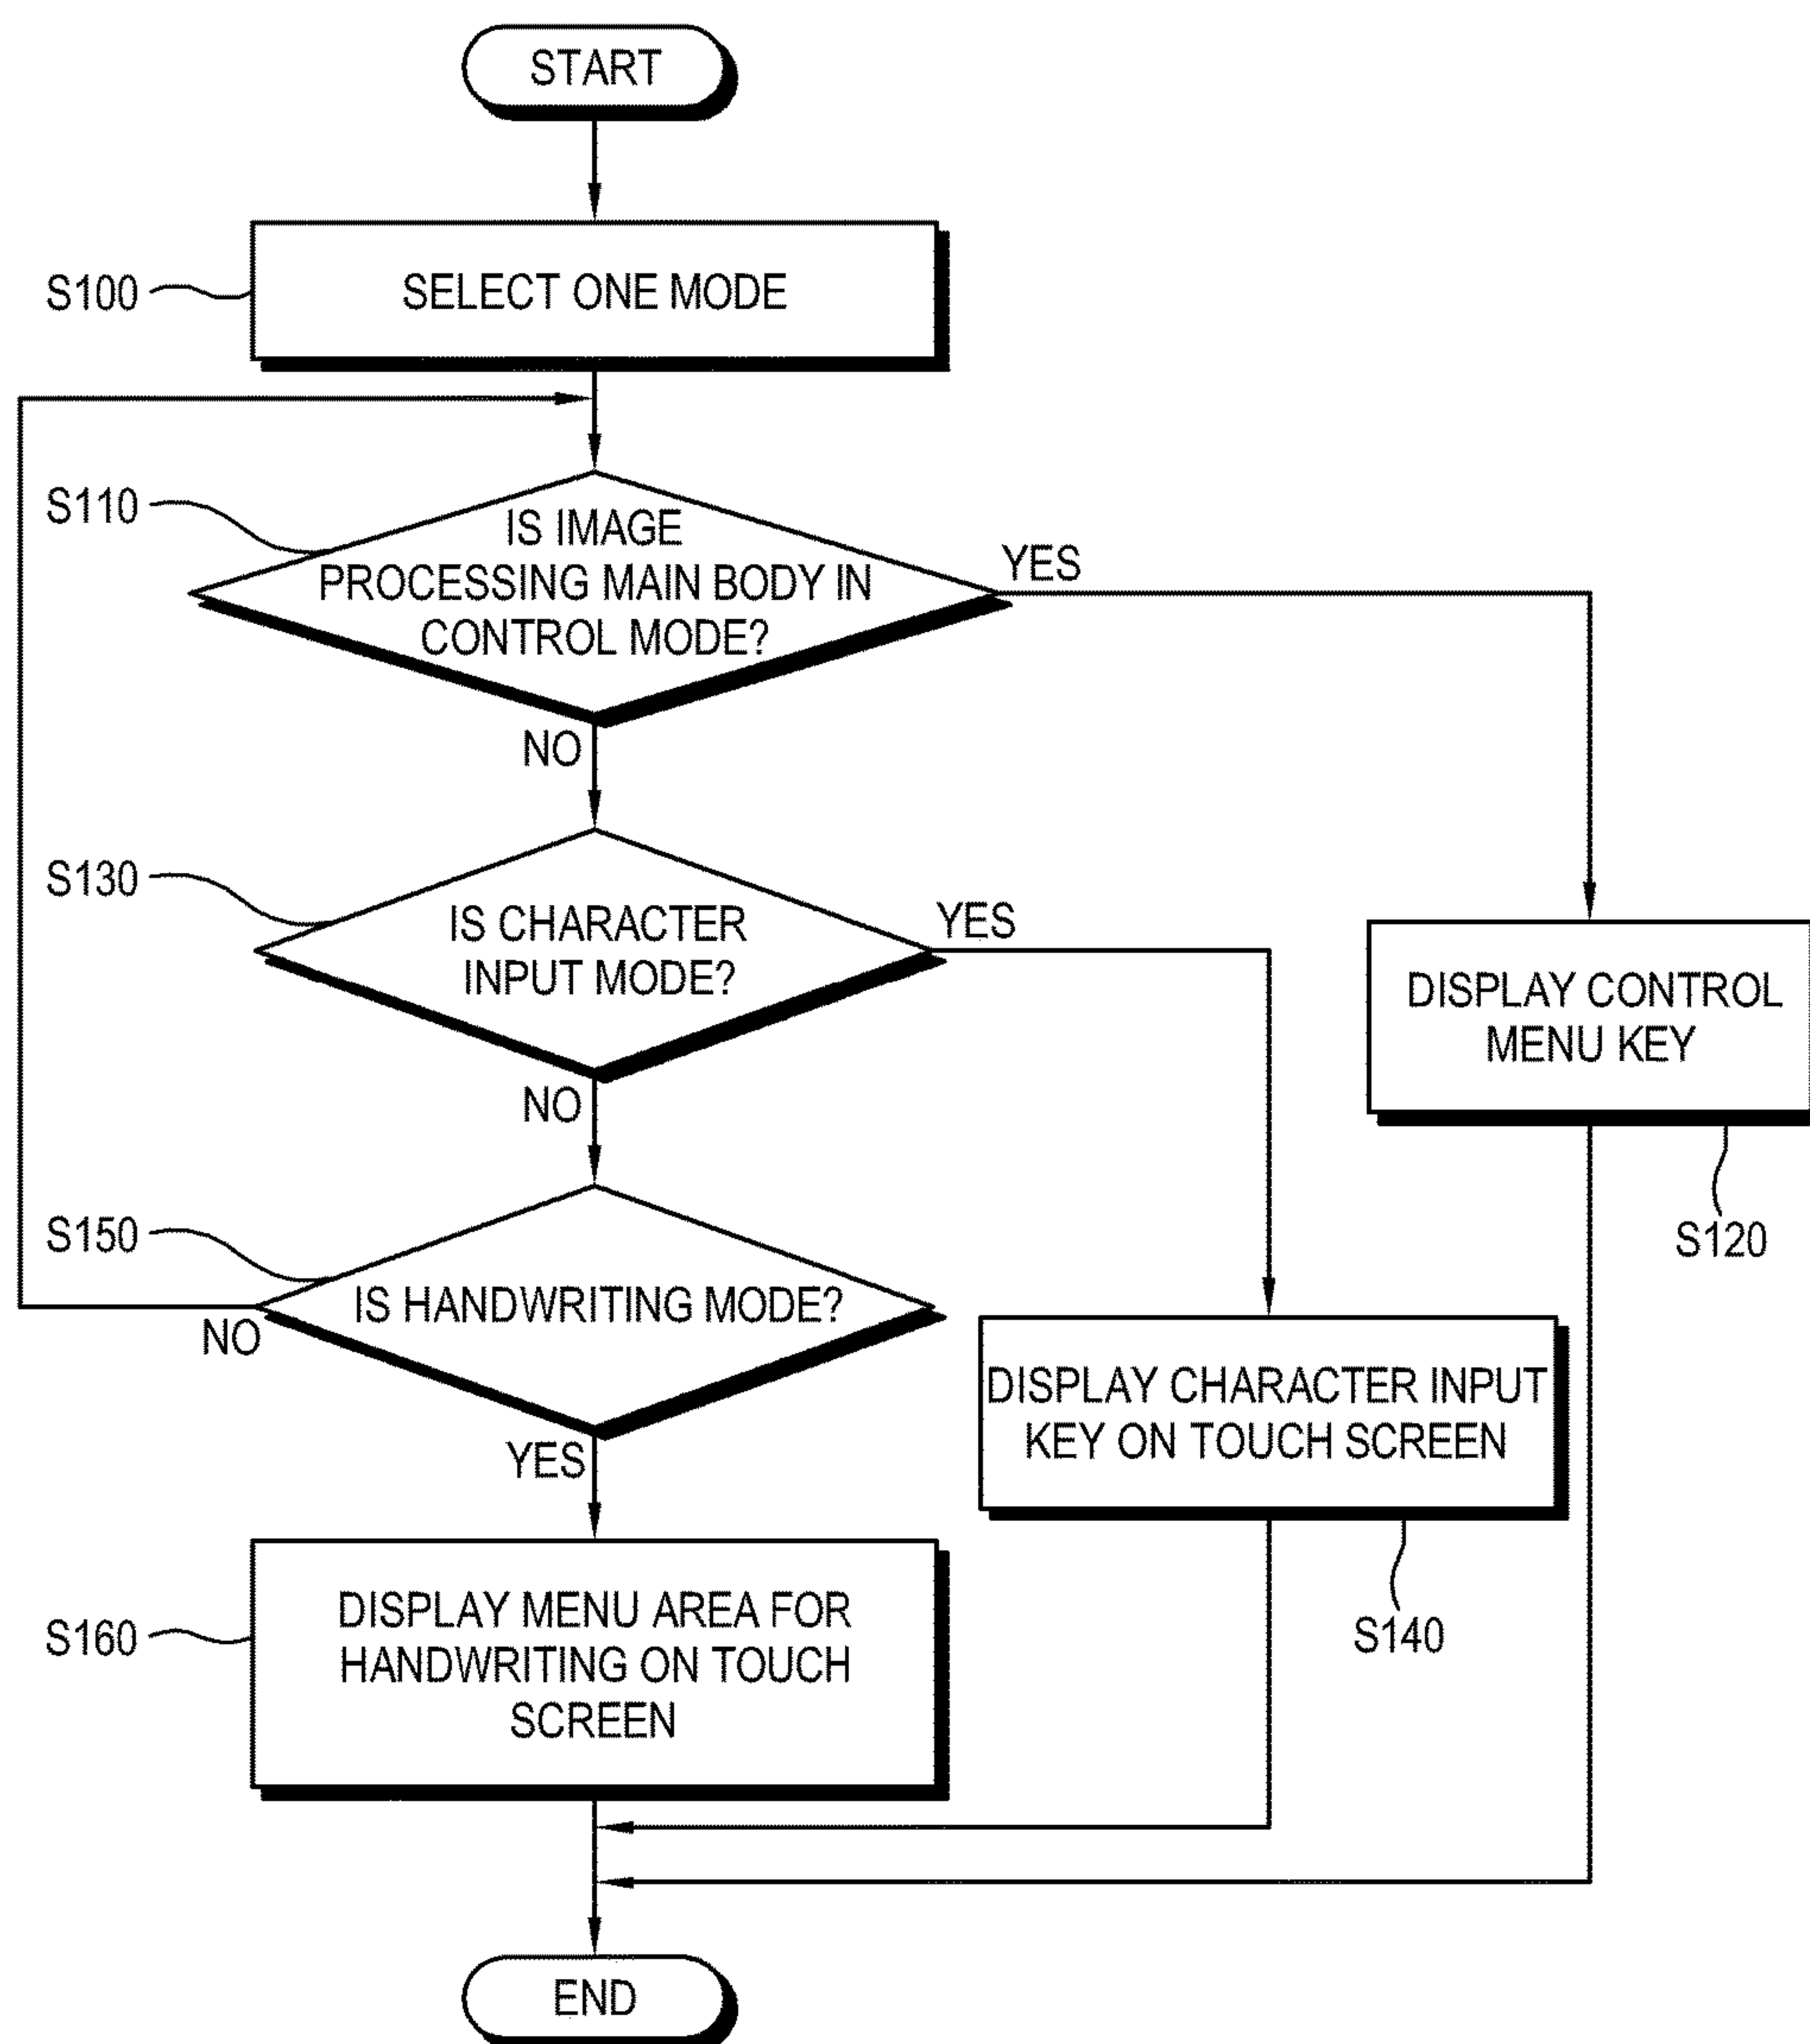 START
S100
SELECT ONE MODE
S110
IS IMAGE
PROCESSING MAIN BODY IN
CONTROL MODE?
YES
NO
S130
IS CHARACTER
INPUT MODE?
YES
DISPLAY CONTROL
MENU KEY
NO
S120
S150
IS HANDWRITING MODE?
NO
DISPLAY CHARACTER INPUT
KEY ON TOUCH SCREEN
YES
S140
S160
DISPLAY MENU AREA FOR
HANDWRITING ON TOUCH
SCREEN
END